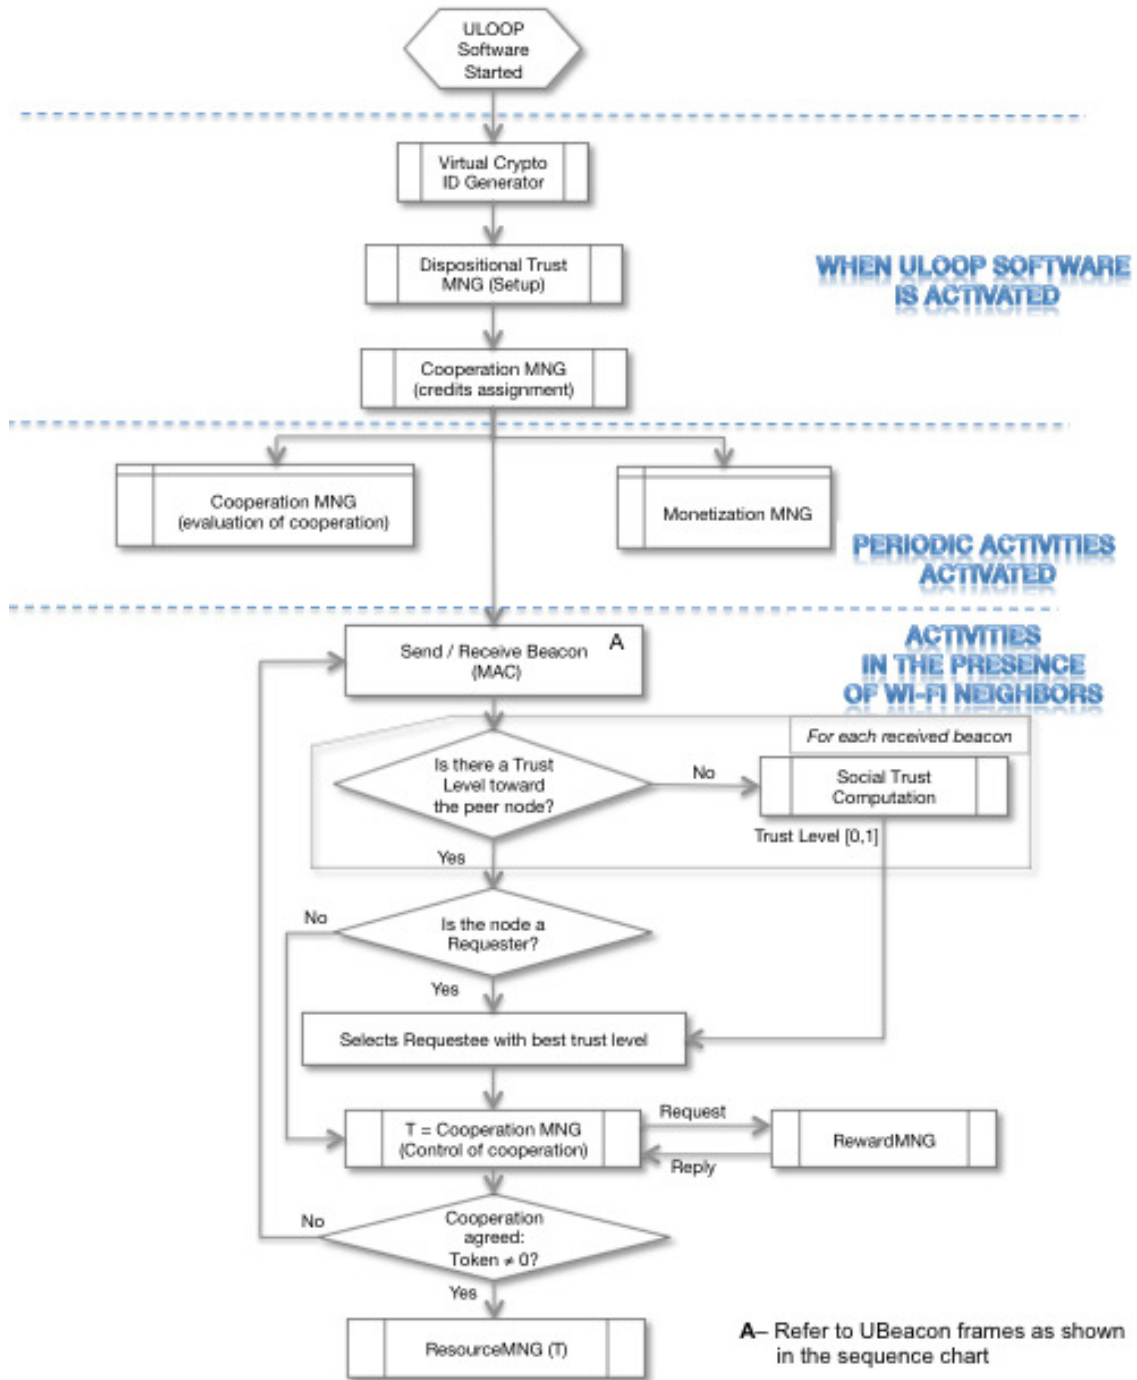 ULOOP
Software
Started
Virtual Crypto
ID Generator
Dispositional Trust
MNG (Setup)
WHEN ULOOP SOFTWARE
IS ACTIVATED
Cooperation MNG
(credits assignment)
Cooperation MNG
(evaluation of cooperation)
Monetization MNG
PERIODIC ACTIVITIES
ACTIVATED
Send / Receive Beacon
(MAC)
A
ACTIVITIES
IN THE PRESENCE
OF WI-FI NEIGHBORS
For each received beacon
Is there a Trust
Level toward
the peer node?
No
Social Trust
Computation
Trust Level [0,1]
Yes
No
Is the node a
Requester?
Yes
Selects Requestee with best trust level
T = Cooperation MNG
(Control of cooperation)
Request
Reply
RewardMNG
No
Cooperation
agreed:
Token ≠ 0?
Yes
ResourceMNG (T)
A– Refer to UBeacon frames as shown
in the sequence chart